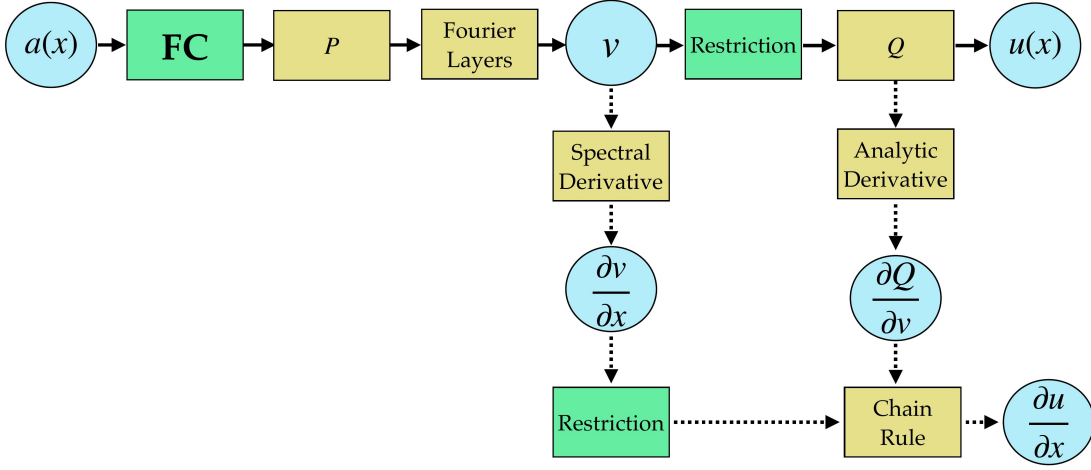 a(x)
FC
P
Fourier
Layers
v
Restriction
Q
u(x)
Spectral
Derivative
Analytic
Derivative
∂v
∂x
∂Q
∂v
Restriction
Chain
Rule
∂u
∂x